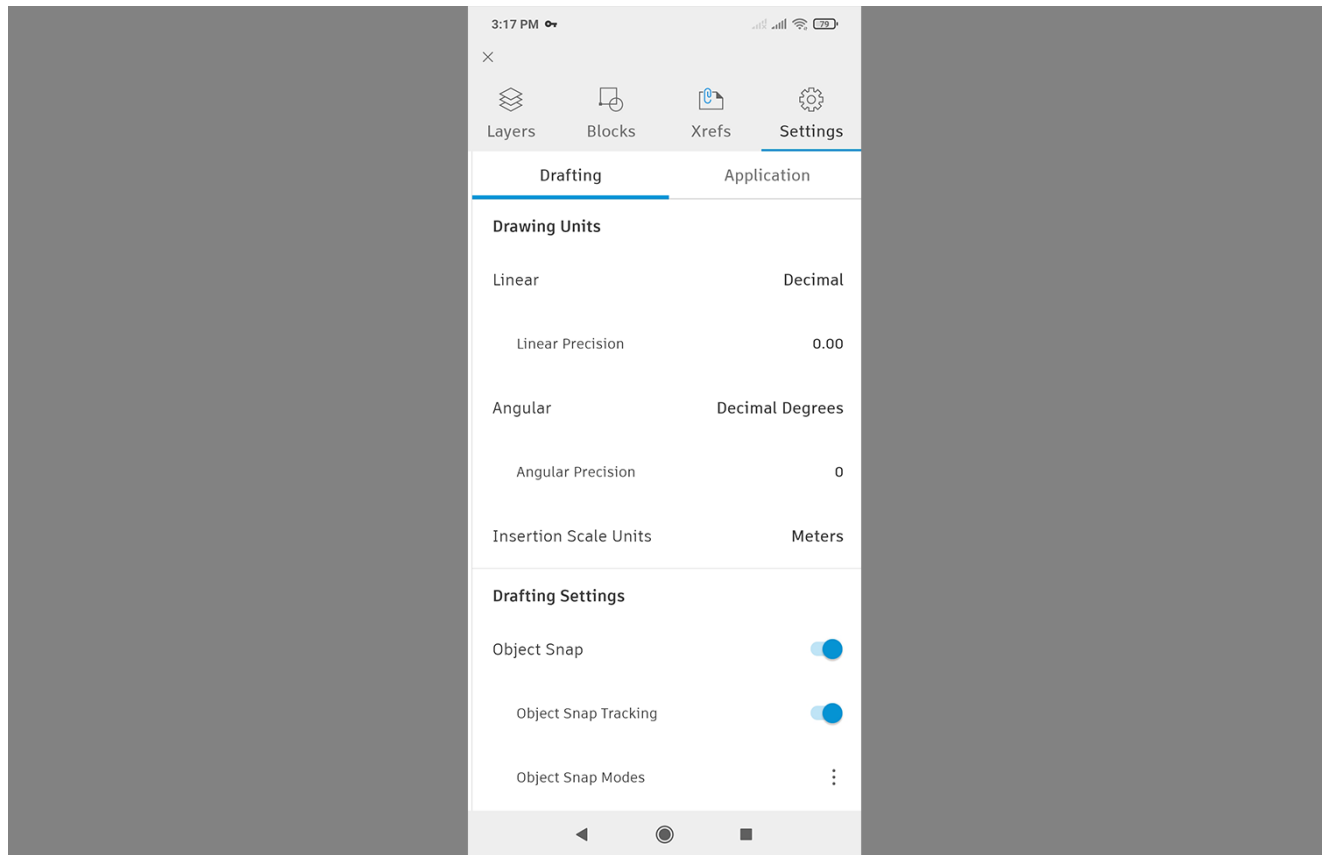 3:17 PM 79
Layers Blocks Xrefs Settings
Drafting Application
Drawing Units
Linear Decimal
Linear Precision 0.00
Angular Decimal Degrees
Angular Precision 0
Insertion Scale Units Meters
Drafting Settings
Object Snap
Object Snap Tracking
Object Snap Modes